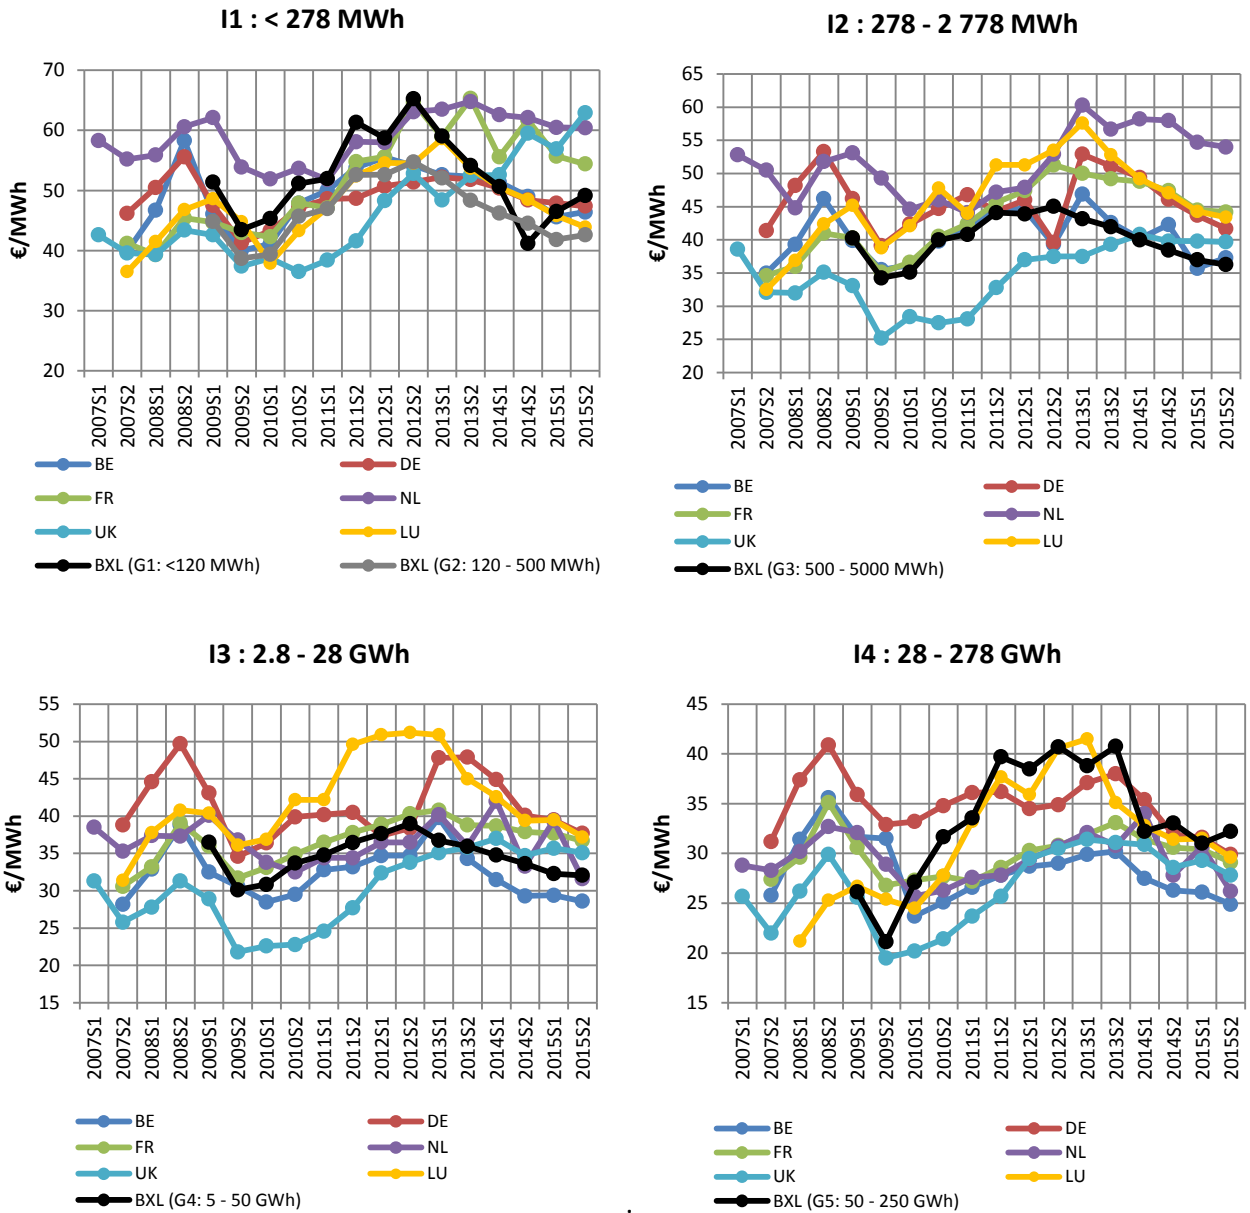 I1 : < 278 MWh
70
60
50
40
30
20
€/MWh
2007S1
2007S2
2008S1
2008S2
2009S1
2009S2
2010S1
2010S2
2011S1
2011S2
2012S1
2012S2
2013S1
2013S2
2014S1
2014S2
2015S1
2015S2
BE
DE
FR
NL
UK
LU
BXL (G1: <120 MWh)
BXL (G2: 120 - 500 MWh)
I2 : 278 - 2 778 MWh
65
60
55
50
45
40
35
30
25
20
€/MWh
2007S1
2007S2
2008S1
2008S2
2009S1
2009S2
2010S1
2010S2
2011S1
2011S2
2012S1
2012S2
2013S1
2013S2
2014S1
2014S2
2015S1
2015S2
BE
DE
FR
NL
UK
LU
BXL (G3: 500 - 5000 MWh)
I3 : 2.8 - 28 GWh
55
50
45
40
35
30
25
20
15
€/MWh
2007S1
2007S2
2008S1
2008S2
2009S1
2009S2
2010S1
2010S2
2011S1
2011S2
2012S1
2012S2
2013S1
2013S2
2014S1
2014S2
2015S1
2015S2
BE
DE
FR
NL
UK
LU
BXL (G4: 5 - 50 GWh)
I4 : 28 - 278 GWh
45
40
35
30
25
20
15
€/MWh
2007S1
2007S2
2008S1
2008S2
2009S1
2009S2
2010S1
2010S2
2011S1
2011S2
2012S1
2012S2
2013S1
2013S2
2014S1
2014S2
2015S1
2015S2
BE
DE
FR
NL
UK
LU
BXL (G5: 50 - 250 GWh)
.